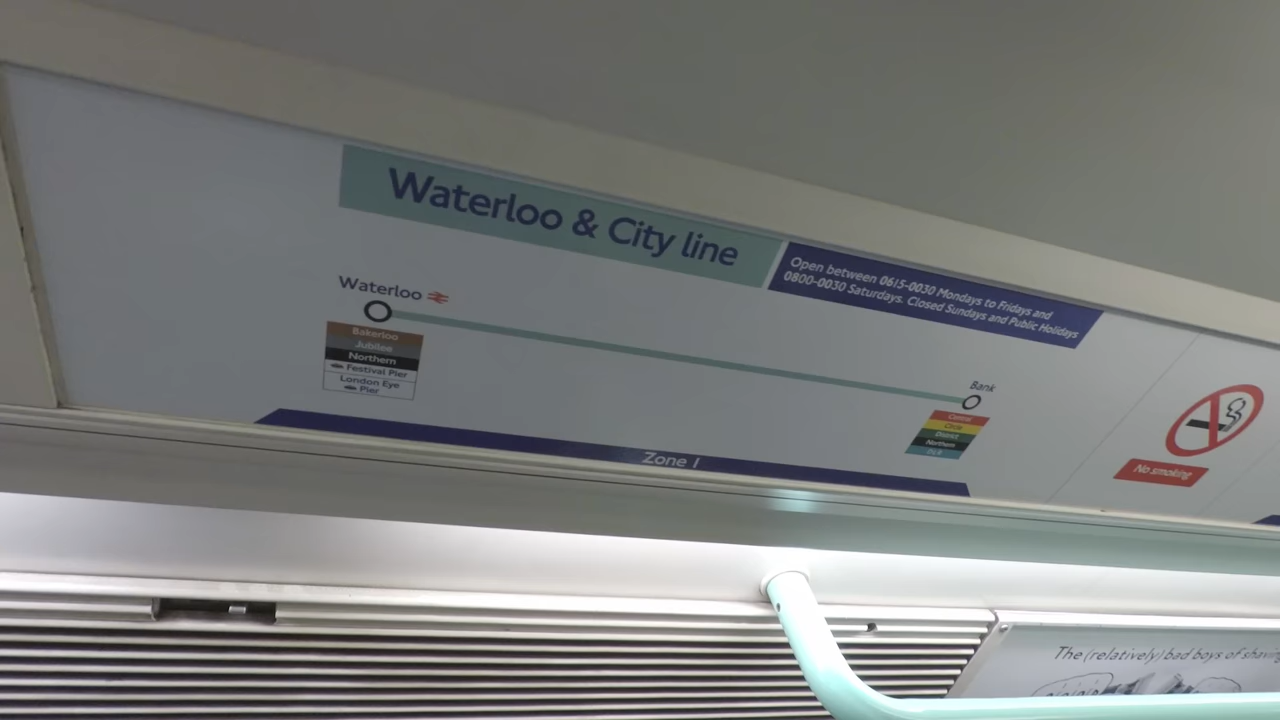 Waterloo & City line
Open between 0615-0030 Mondays to Fridays and
0800-0030 Saturdays. Closed Sundays and Public Holidays
Waterloo
Bakerloo
Jubilee
Northern
Festival Pier
London Eye
Pier
Bank
Central
Circle
District
Northern
DLR
Zone 1
No smoking
The (relatively) bad boys of shaving